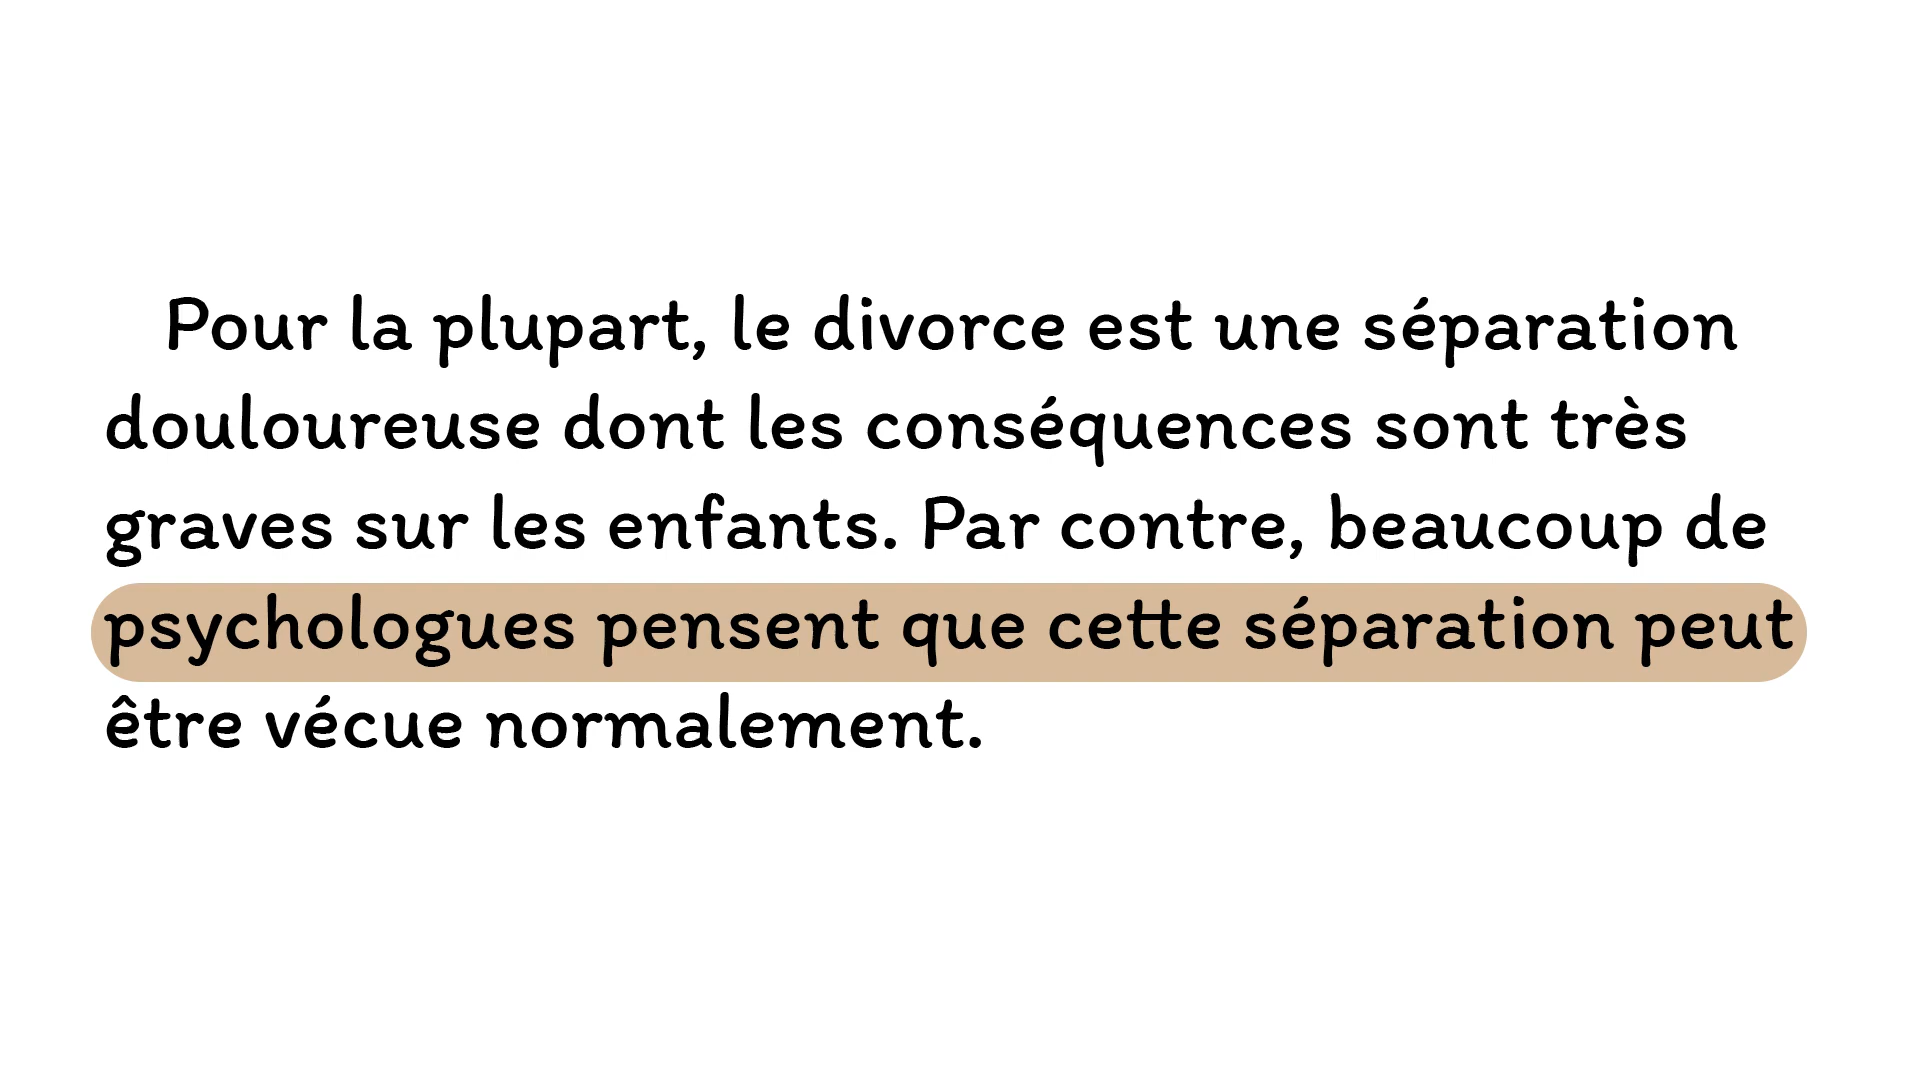 Pour la plupart, le divorce est une séparation
douloureuse dont les conséquences sont très
graves sur les enfants. Par contre, beaucoup de
psychologues pensent que cette séparation peut
être vécue normalement.